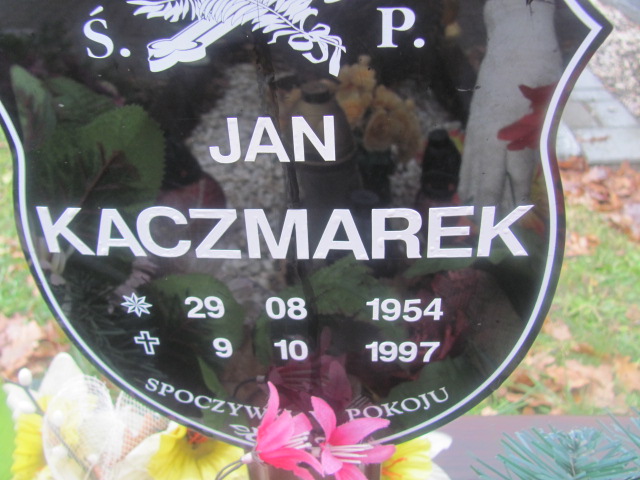 Ś. P.
JAN
KACZMAREK
29 08 1954
9 10 1997
POKOJU